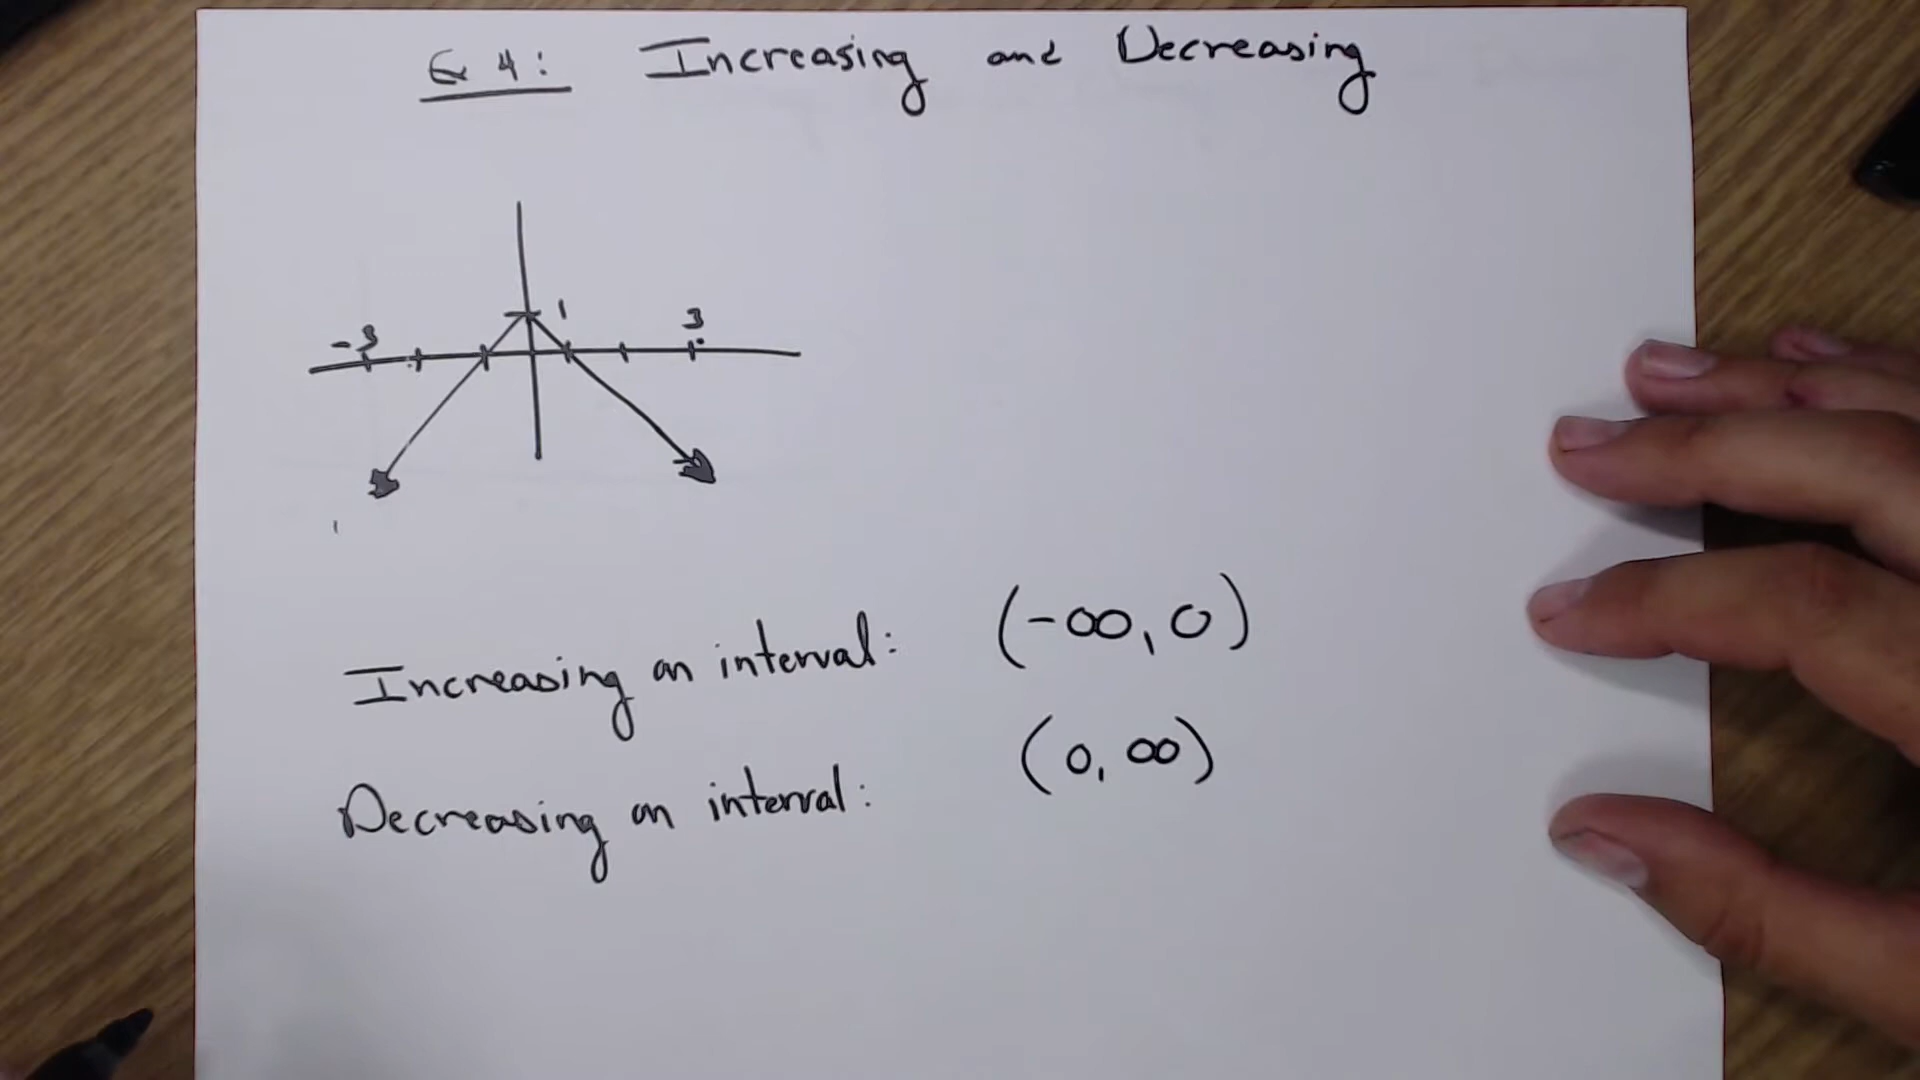 Ex 4: Increasing and Decreasing
1
-3 3
Increasing on interval: (-∞, 0)
Decreasing on interval: (0, ∞)